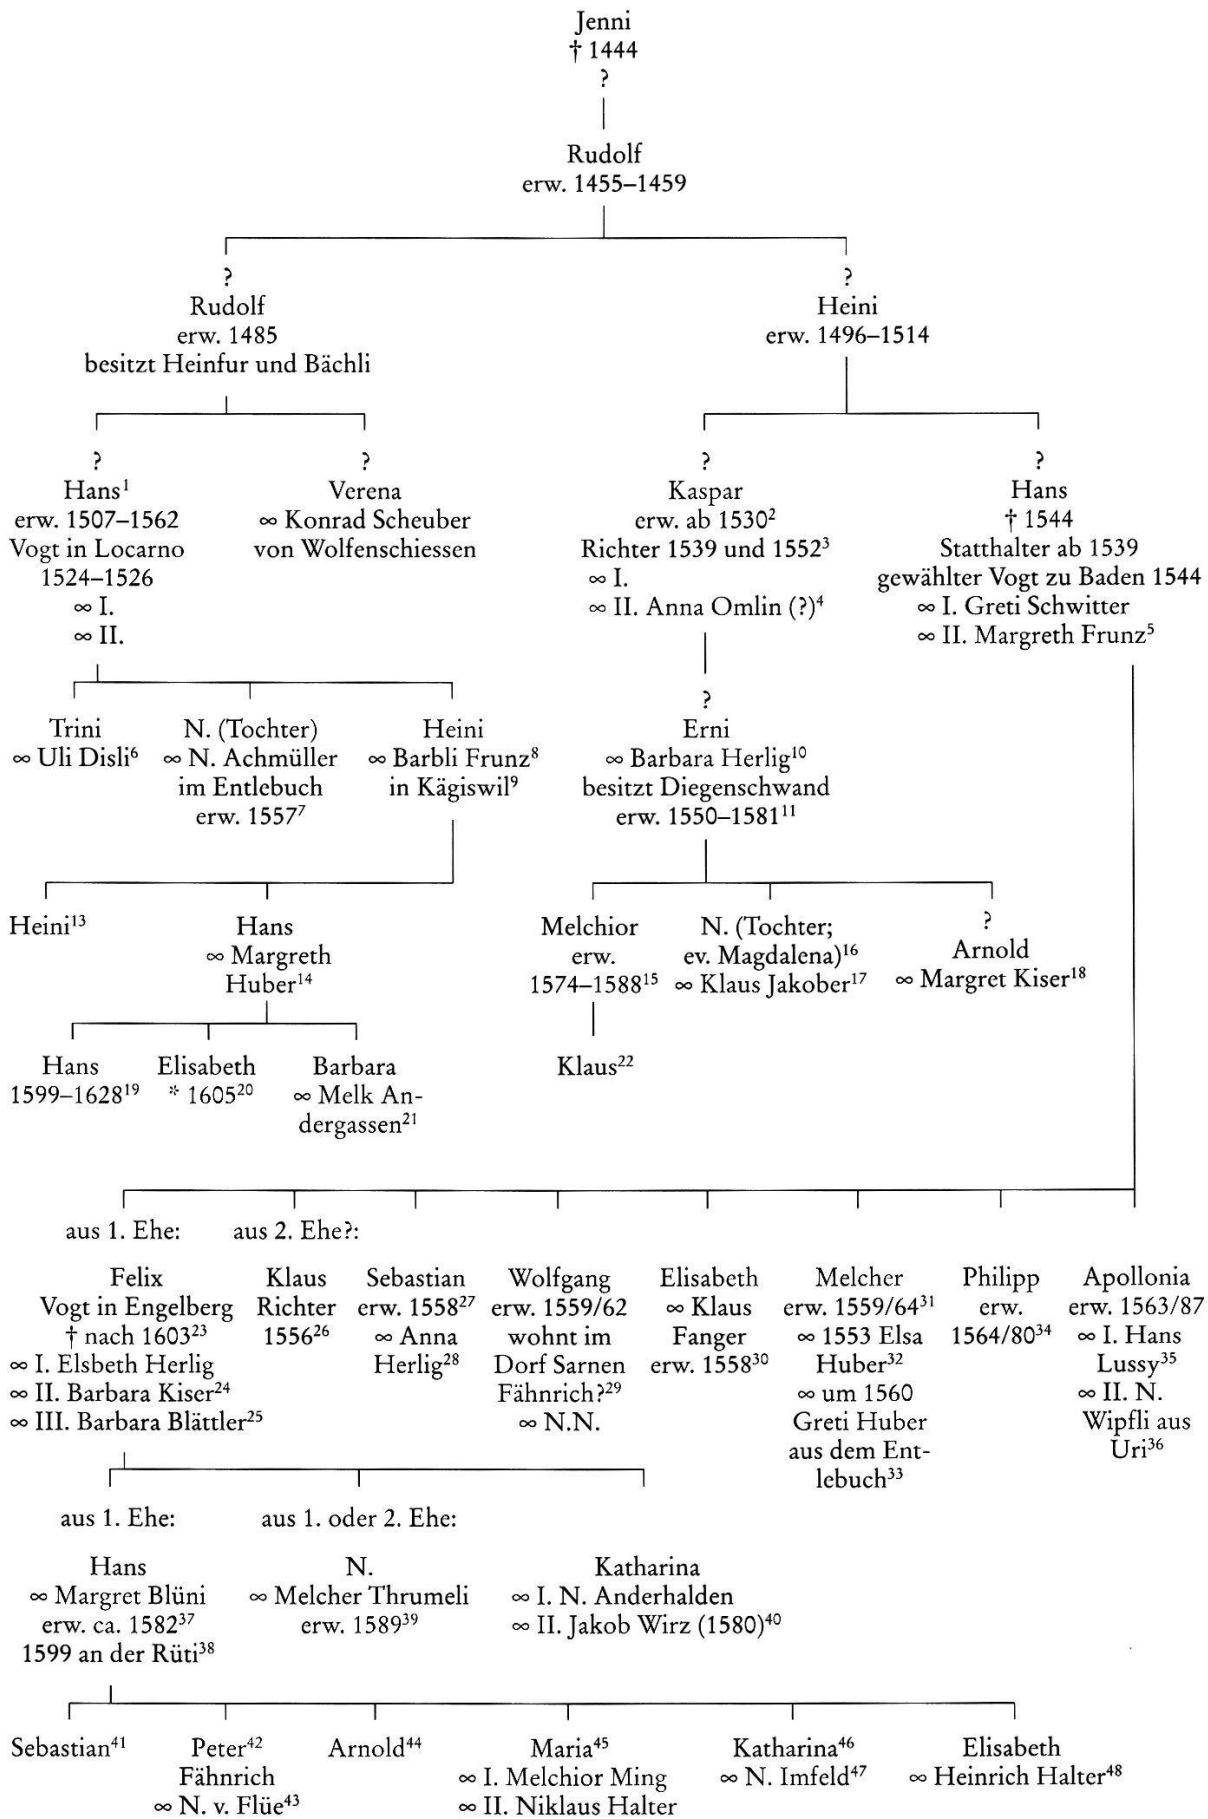 Jenni
† 1444
?
Rudolf
erw. 1455–1459
?
Rudolf
erw. 1485
besitzt Heinfur und Bächli
?
Heini
erw. 1496–1514
?
Hans¹
erw. 1507–1562
Vogt in Locarno
1524–1526
∞ I.
∞ II.
?
Verena
∞ Konrad Scheuber
von Wolfenschiessen
?
Kaspar
erw. ab 1530²
Richter 1539 und 1552³
∞ I.
∞ II. Anna Omlin (?)⁴
?
Hans
† 1544
Statthalter ab 1539
gewählter Vogt zu Baden 1544
∞ I. Greti Schwitter
∞ II. Margreth Frunz⁵
Trini
∞ Uli Disli⁶
N. (Tochter)
∞ N. Achmüller
im Entlebuch
erw. 1557⁷
Heini
∞ Barbli Frunz⁸
in Kägiswil⁹
?
Erni
∞ Barbara Herlig¹⁰
besitzt Diegenschwand
erw. 1550–1581¹¹
Heini¹³
Hans
∞ Margreth
Huber¹⁴
Melchior
erw.
1574–1588¹⁵
N. (Tochter;
ev. Magdalena)¹⁶
∞ Klaus Jakober¹⁷
?
Arnold
∞ Margret Kiser¹⁸
Hans
1599–1628¹⁹
Elisabeth
* 1605²⁰
Barbara
∞ Melk An-
dergassen²¹
Klaus²²
aus 1. Ehe:
aus 2. Ehe?:
Felix
Vogt in Engelberg
† nach 1603²³
∞ I. Elsbeth Herlig
∞ II. Barbara Kiser²⁴
∞ III. Barbara Blättler²⁵
Klaus
Richter
1556²⁶
Sebastian
erw. 1558²⁷
∞ Anna
Herlig²⁸
Wolfgang
erw. 1559/62
wohnt im
Dorf Sarnen
Fähnrich?²⁹
∞ N.N.
Elisabeth
∞ Klaus
Fanger
erw. 1558³⁰
Melcher
erw. 1559/64³¹
∞ 1553 Elsa
Huber³²
∞ um 1560
Greti Huber
aus dem Ent-
lebuch³³
Philipp
erw.
1564/80³⁴
Apollonia
erw. 1563/87
∞ I. Hans
Lussy³⁵
∞ II. N.
Wipfli aus
Uri³⁶
aus 1. Ehe:
aus 1. oder 2. Ehe:
Hans
∞ Margret Blüni
erw. ca. 1582³⁷
1599 an der Rüti³⁸
N.
∞ Melcher Thrumeli
erw. 1589³⁹
Katharina
∞ I. N. Anderhalden
∞ II. Jakob Wirz (1580)⁴⁰
Sebastian⁴¹
Peter⁴²
Fähnrich
∞ N. v. Flüe⁴³
Arnold⁴⁴
Maria⁴⁵
∞ I. Melchior Ming
∞ II. Niklaus Halter
Katharina⁴⁶
∞ N. Imfeld⁴⁷
Elisabeth
∞ Heinrich Halter⁴⁸